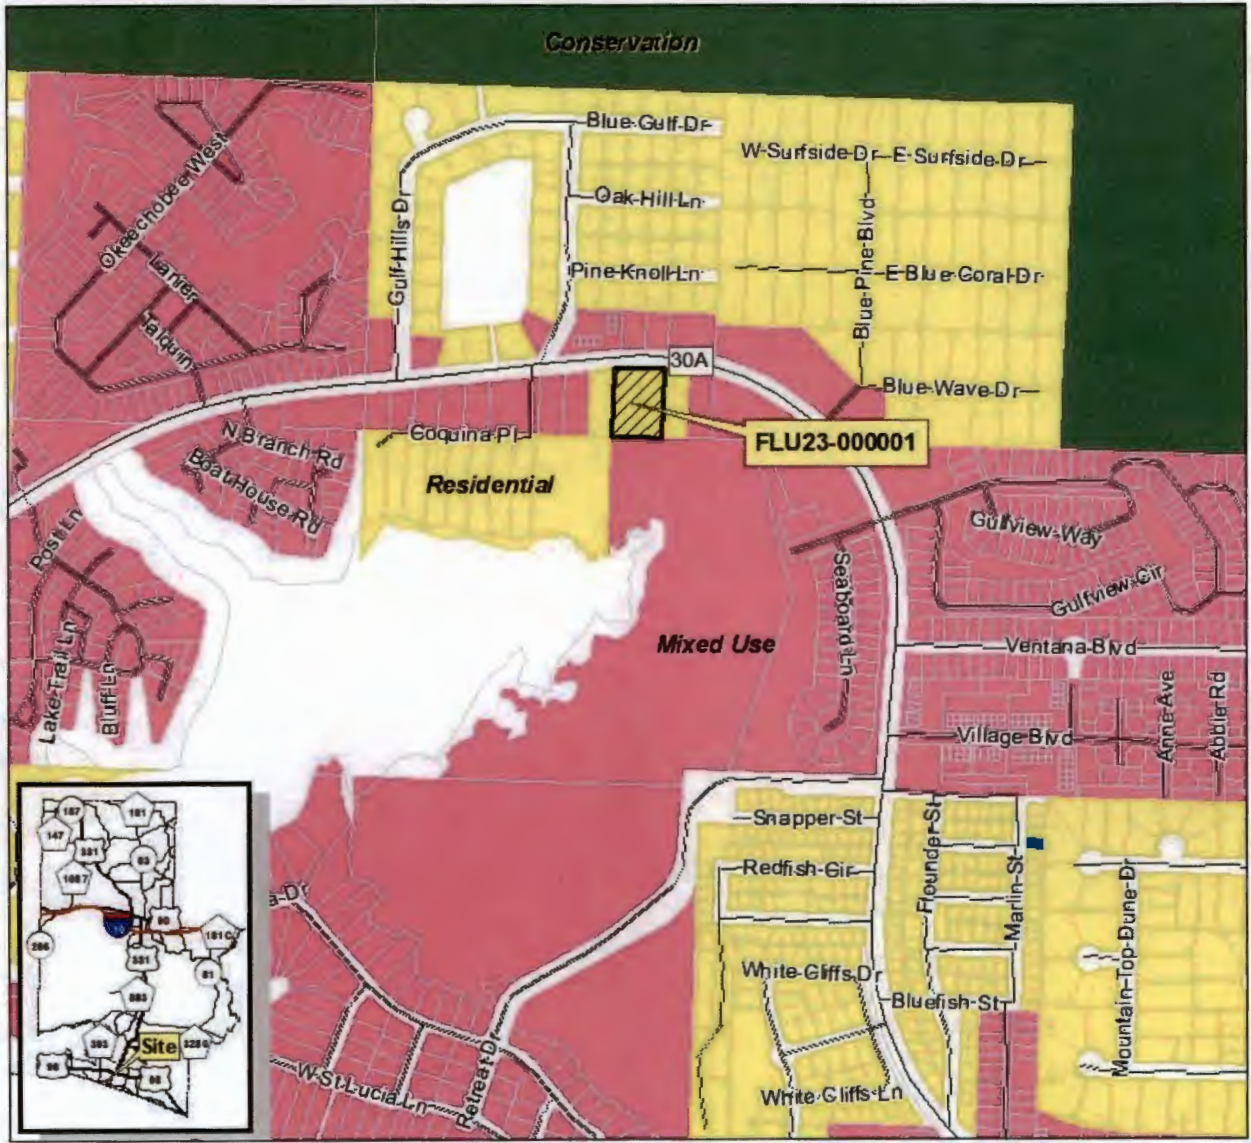 Conservation
Okeechobee West
Lanier
Talquin
Gulf Hills Dr
Blue Gulf Dr
Oak Hill Ln
Pine Knoll Ln
W Surfside Dr
E Surfside Dr
Blue Pine Blvd
E Blue Coral Dr
Blue Wave Dr
30A
FLU23-000001
Coquina Pl
N Branch Rd
Boat House Rd
Residential
Post Ln
Lake Trail Ln
Bluff Ln
Mixed Use
Seaboard Ln
Gulfview Way
Gulfview Cir
Ventana Blvd
Village Blvd
Anne Ave
Abbie Rd
Snapper St
Redfish Cir
Flounder St
Marlin St
Mountain Top Dune Dr
White Cliffs Dr
Bluefish St
White Cliffs Ln
a Dr
Retreat Dr
W St Lucia Ln
187
181
147
331
83
1087
90
10
181C
286
331
81
883
393
Site
3280
98
98